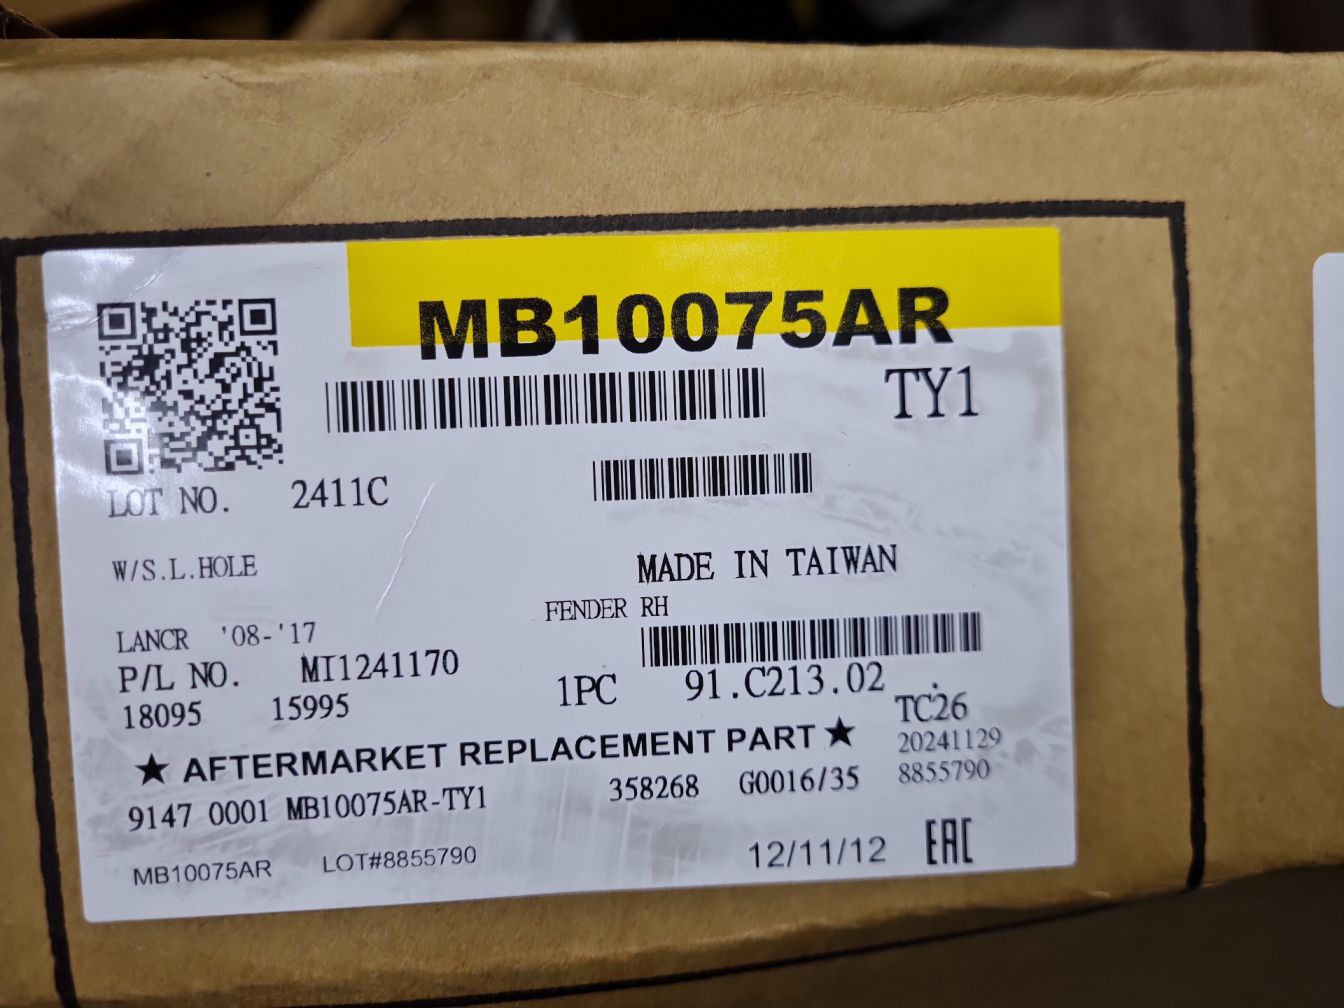 MB10075AR
TY1
LOT NO. 2411C
W/S.L.HOLE
MADE IN TAIWAN
FENDER RH
LANCR '08-'17
P/L NO. MI1241170
1PC 91.C213.02
18095 15995
TC26
★ AFTERMARKET REPLACEMENT PART ★
20241129
8855790
9147 0001 MB10075AR-TY1 358268 G0016/35
MB10075AR LOT#8855790 12/11/12 EAC